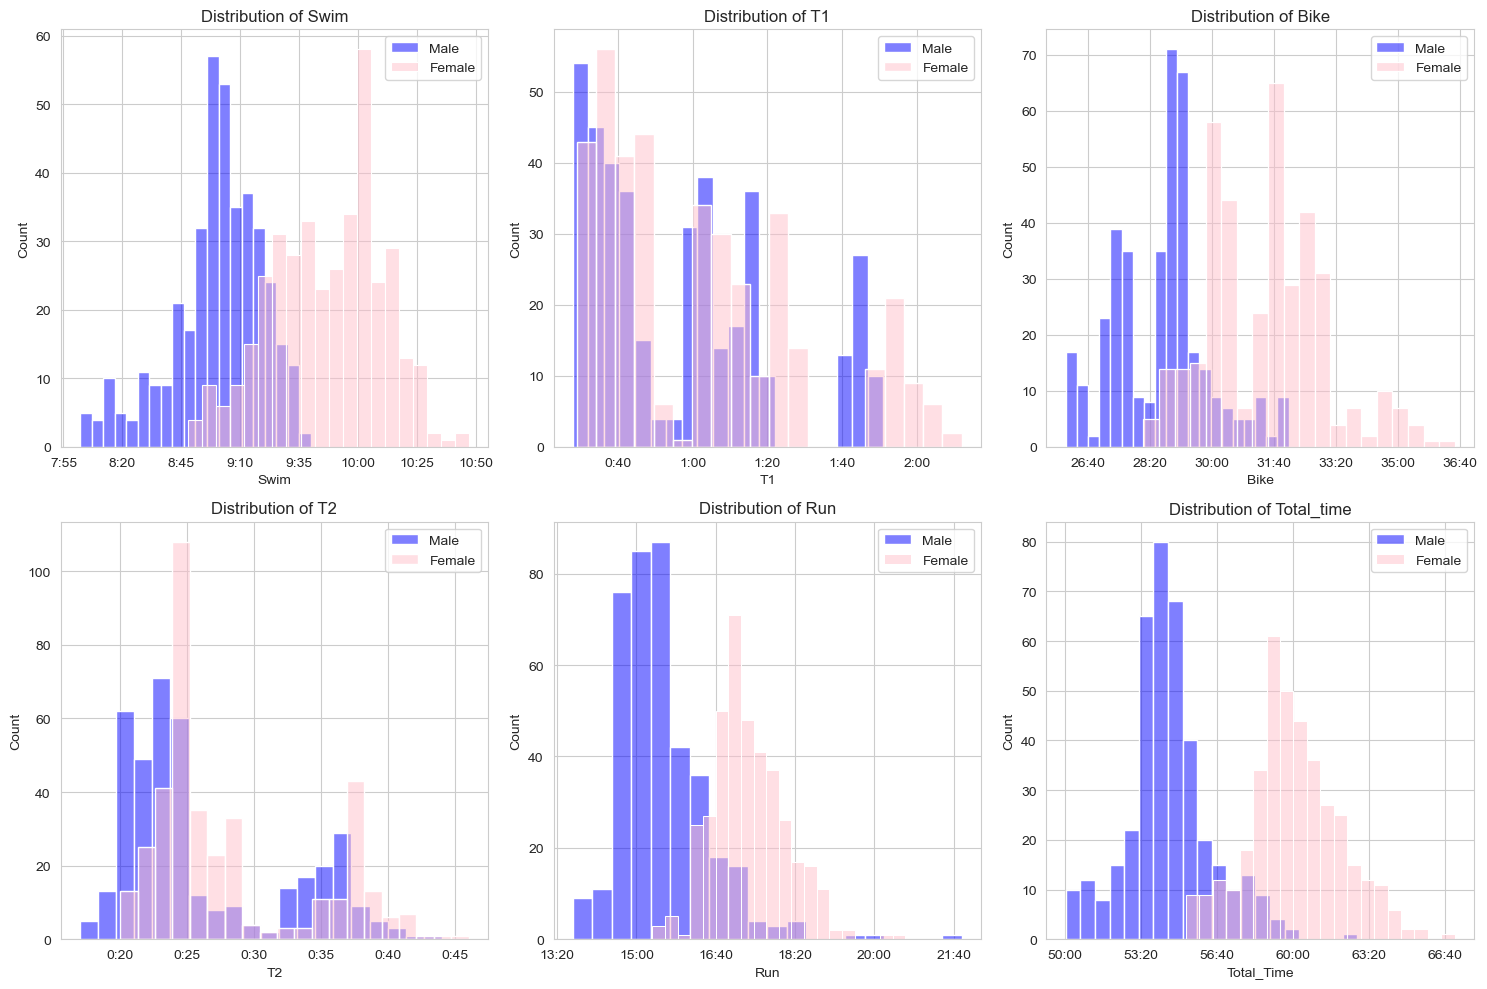 Distribution of Swim
Male
Female
60
50
40
30
20
10
0
Count
7:55 8:20 8:45 9:10 9:35 10:00 10:25 10:50
Swim
Distribution of T1
Male
Female
50
40
30
20
10
0
Count
0:40 1:00 1:20 1:40 2:00
T1
Distribution of Bike
Male
Female
70
60
50
40
30
20
10
0
Count
26:40 28:20 30:00 31:40 33:20 35:00 36:40
Bike
Distribution of T2
Male
Female
100
80
60
40
20
0
Count
0:20 0:25 0:30 0:35 0:40 0:45
T2
Distribution of Run
Male
Female
80
60
40
20
0
Count
13:20 15:00 16:40 18:20 20:00 21:40
Run
Distribution of Total_time
Male
Female
80
70
60
50
40
30
20
10
0
Count
50:00 53:20 56:40 60:00 63:20 66:40
Total_Time